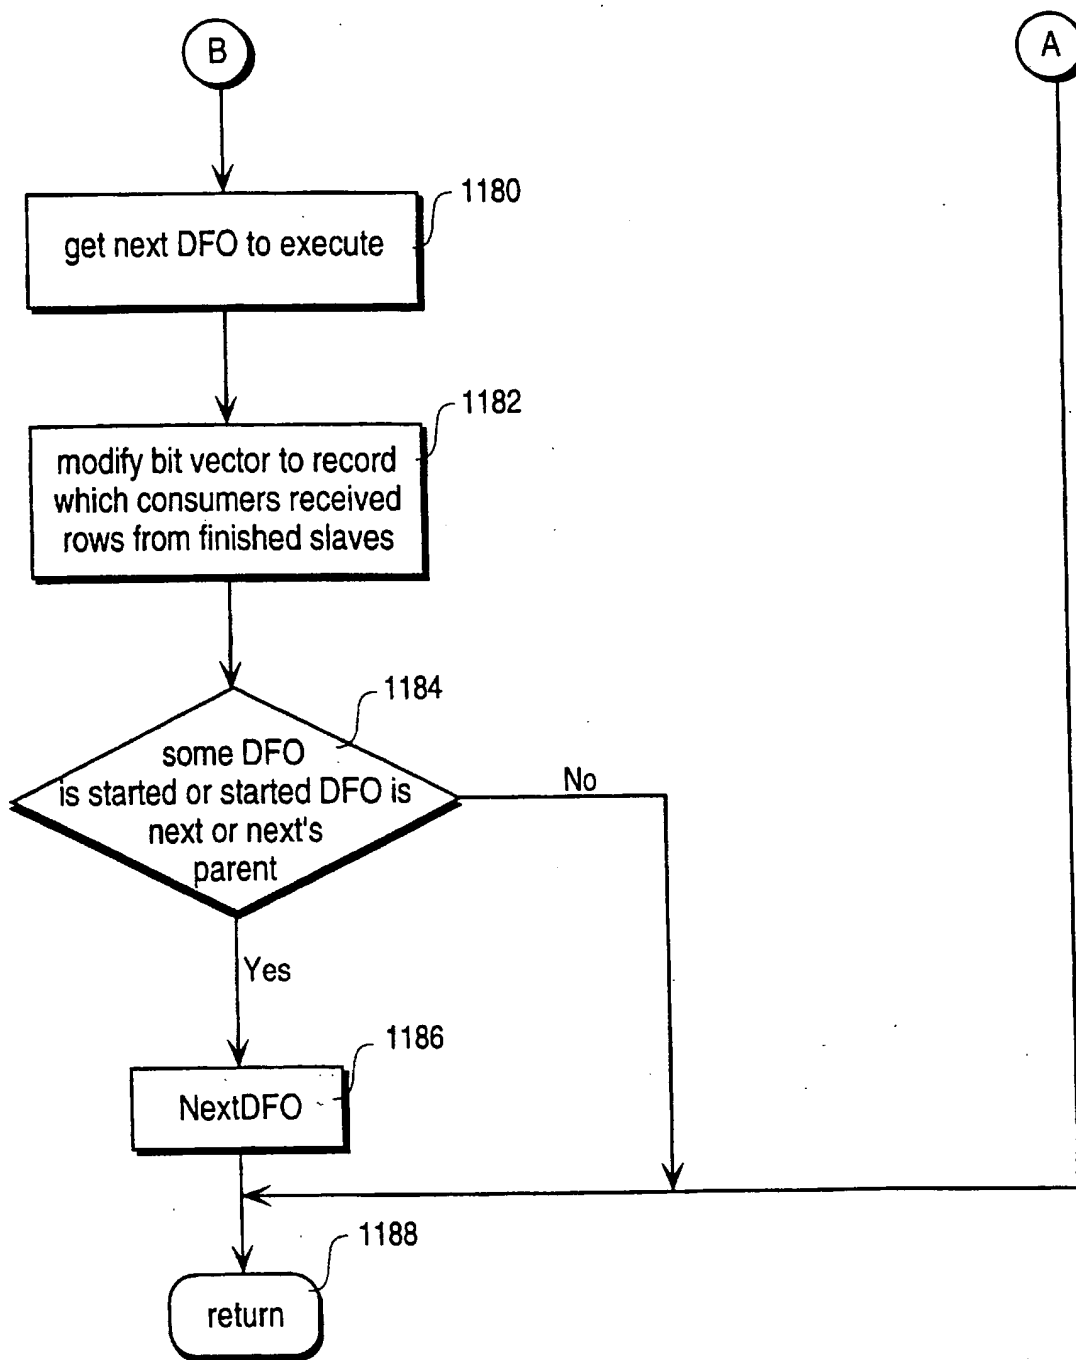 B
A
1180
get next DFO to execute
1182
modify bit vector to record
which consumers received
rows from finished slaves
1184
some DFO
is started or started DFO is
next or next's
parent
No
Yes
1186
NextDFO
1188
return